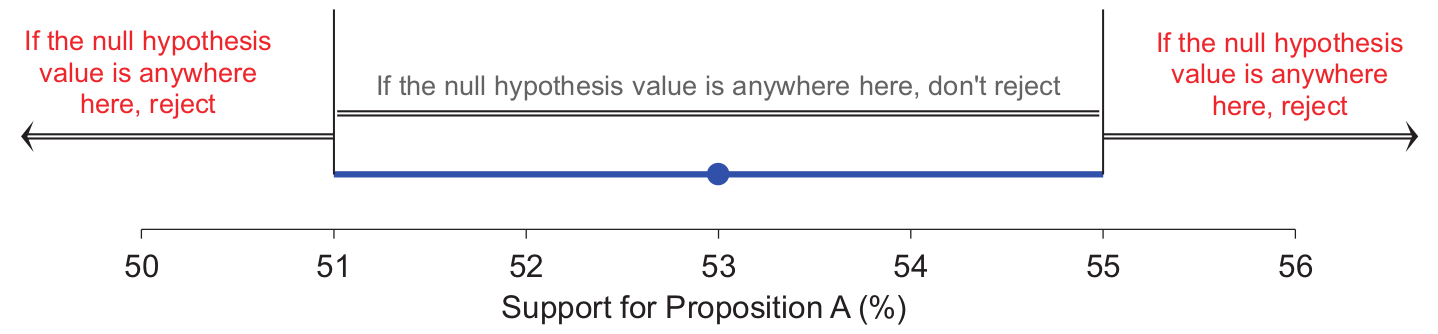 If the null hypothesis
value is anywhere
here, reject
If the null hypothesis value is anywhere here, don't reject
If the null hypothesis
value is anywhere
here, reject
50 51 52 53 54 55 56
Support for Proposition A (%)